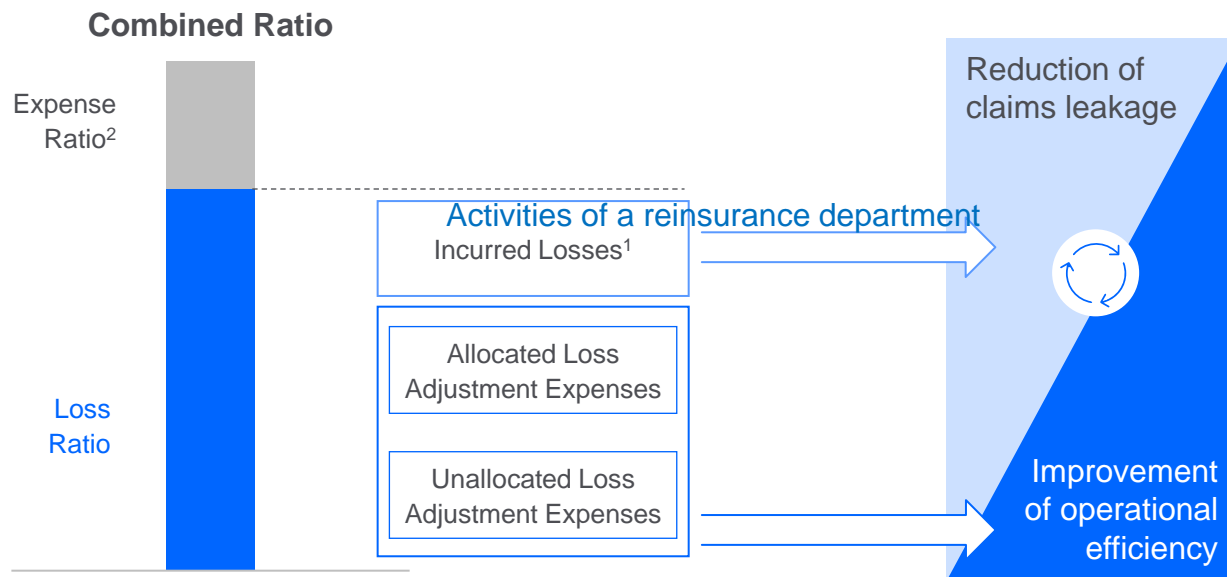 Combined Ratio
Expense
Ratio²
Loss
Ratio
Activities of a reinsurance department
Incurred Losses¹
Allocated Loss
Adjustment Expenses
Unallocated Loss
Adjustment Expenses
Reduction of
claims leakage
Improvement
of operational
efficiency